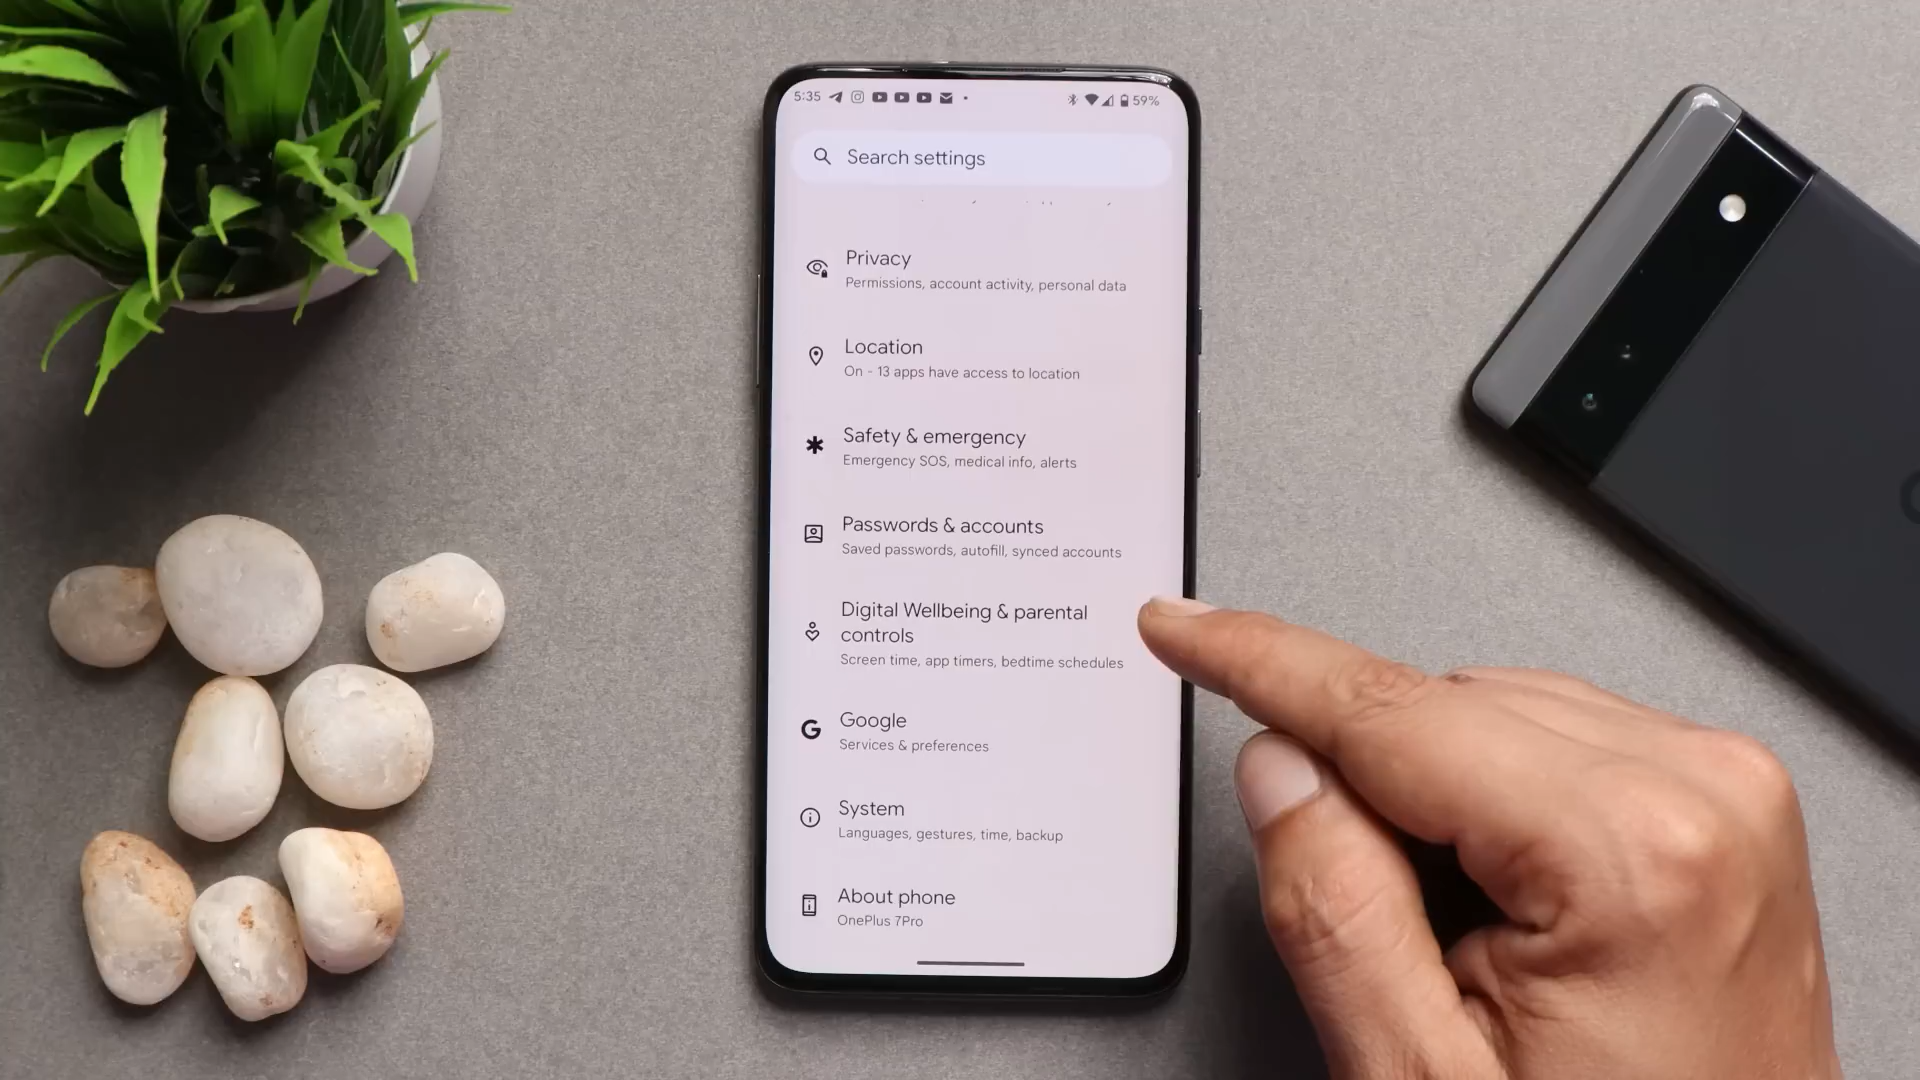 5:35
59%
Search settings
Privacy
Permissions, account activity, personal data
Location
On - 13 apps have access to location
Safety & emergency
Emergency SOS, medical info, alerts
Passwords & accounts
Saved passwords, autofill, synced accounts
Digital Wellbeing & parental
controls
Screen time, app timers, bedtime schedules
Google
Services & preferences
System
Languages, gestures, time, backup
About phone
OnePlus 7Pro